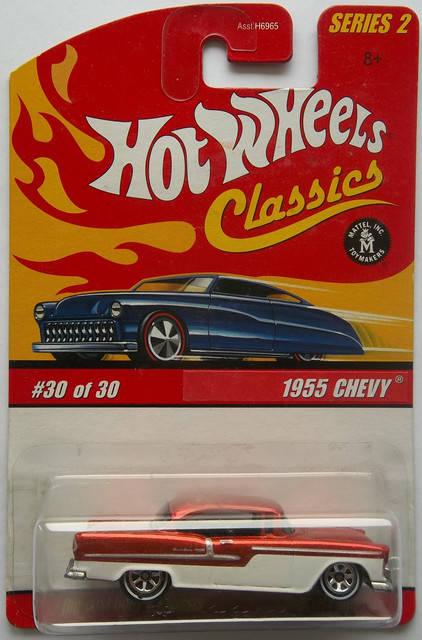 Asst.H6965
SERIES 2
8+
HOT WHEELS
Classics
MATTEL, INC.
M
TOYMAKERS
#30 of 30
1955 CHEVY®